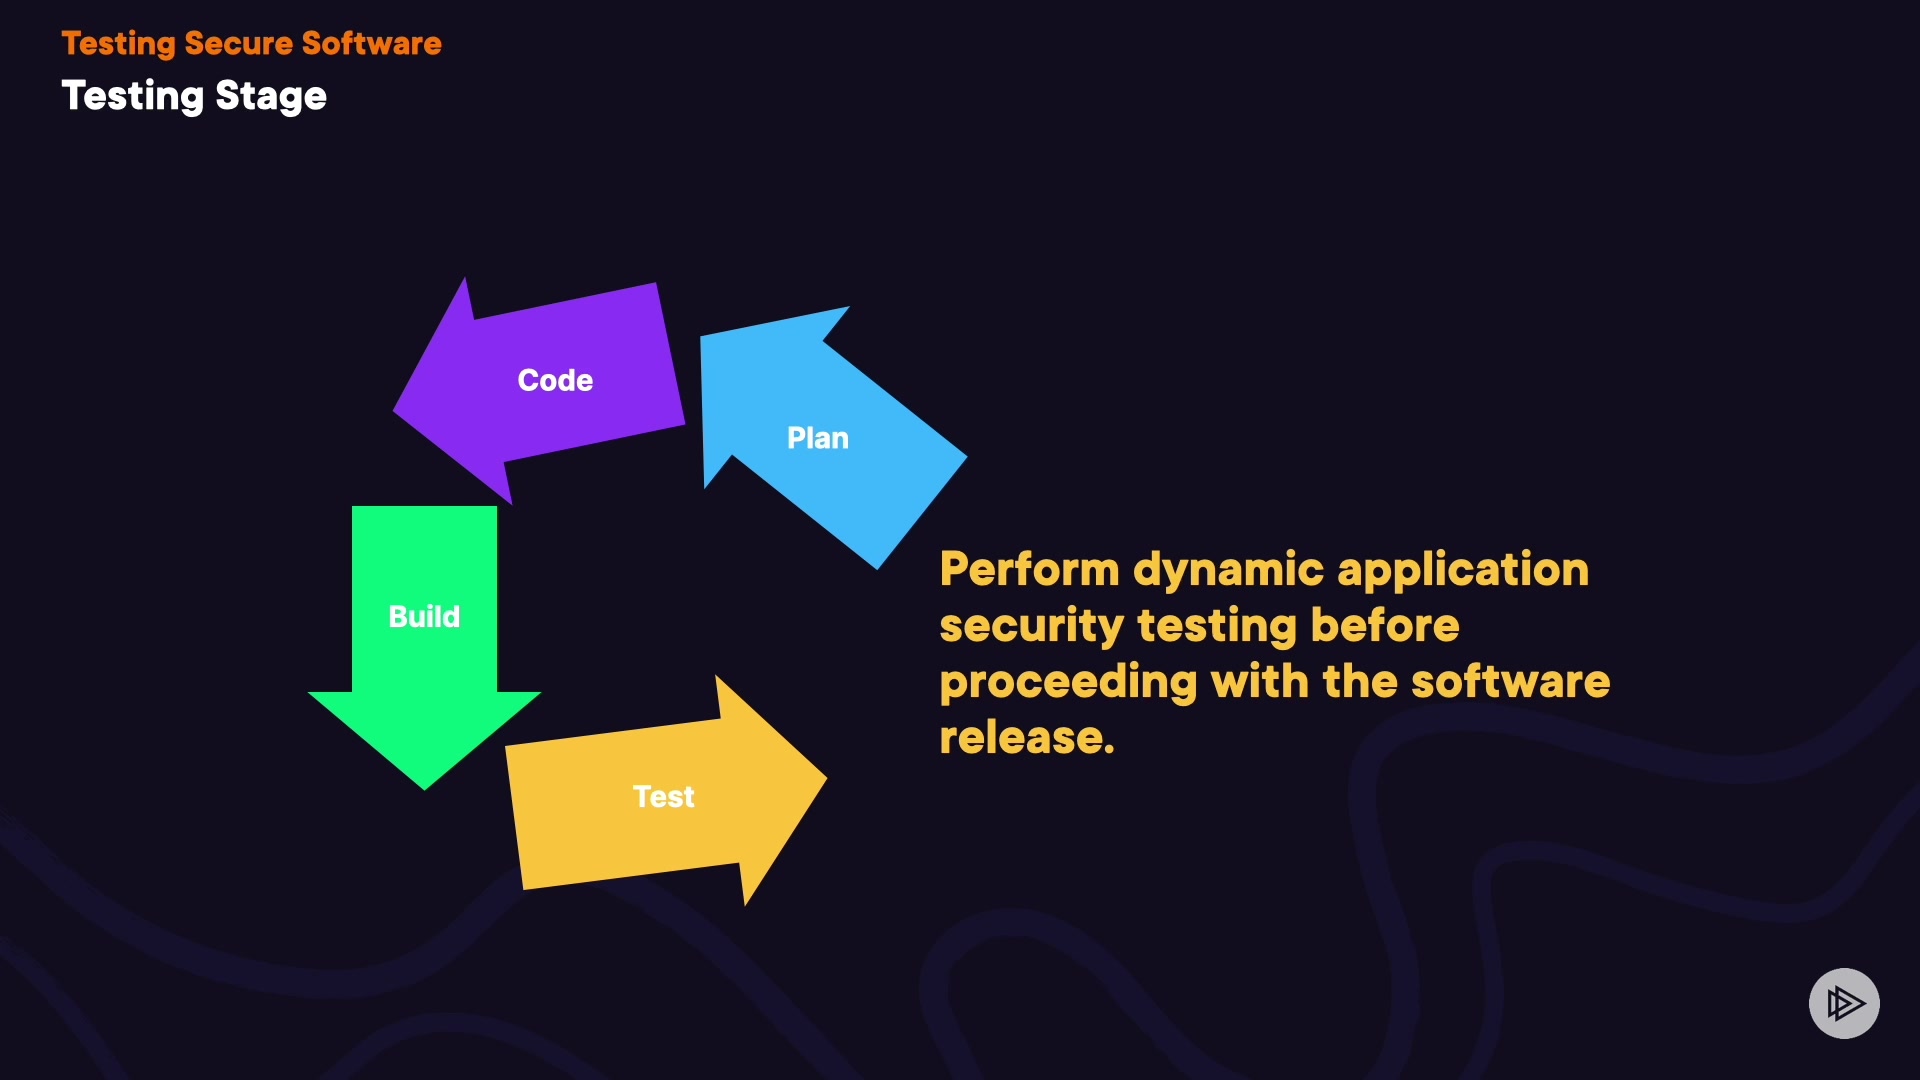 Testing Secure Software
Testing Stage
Code
Plan
Build
Test
Perform dynamic application
security testing before
proceeding with the software
release.